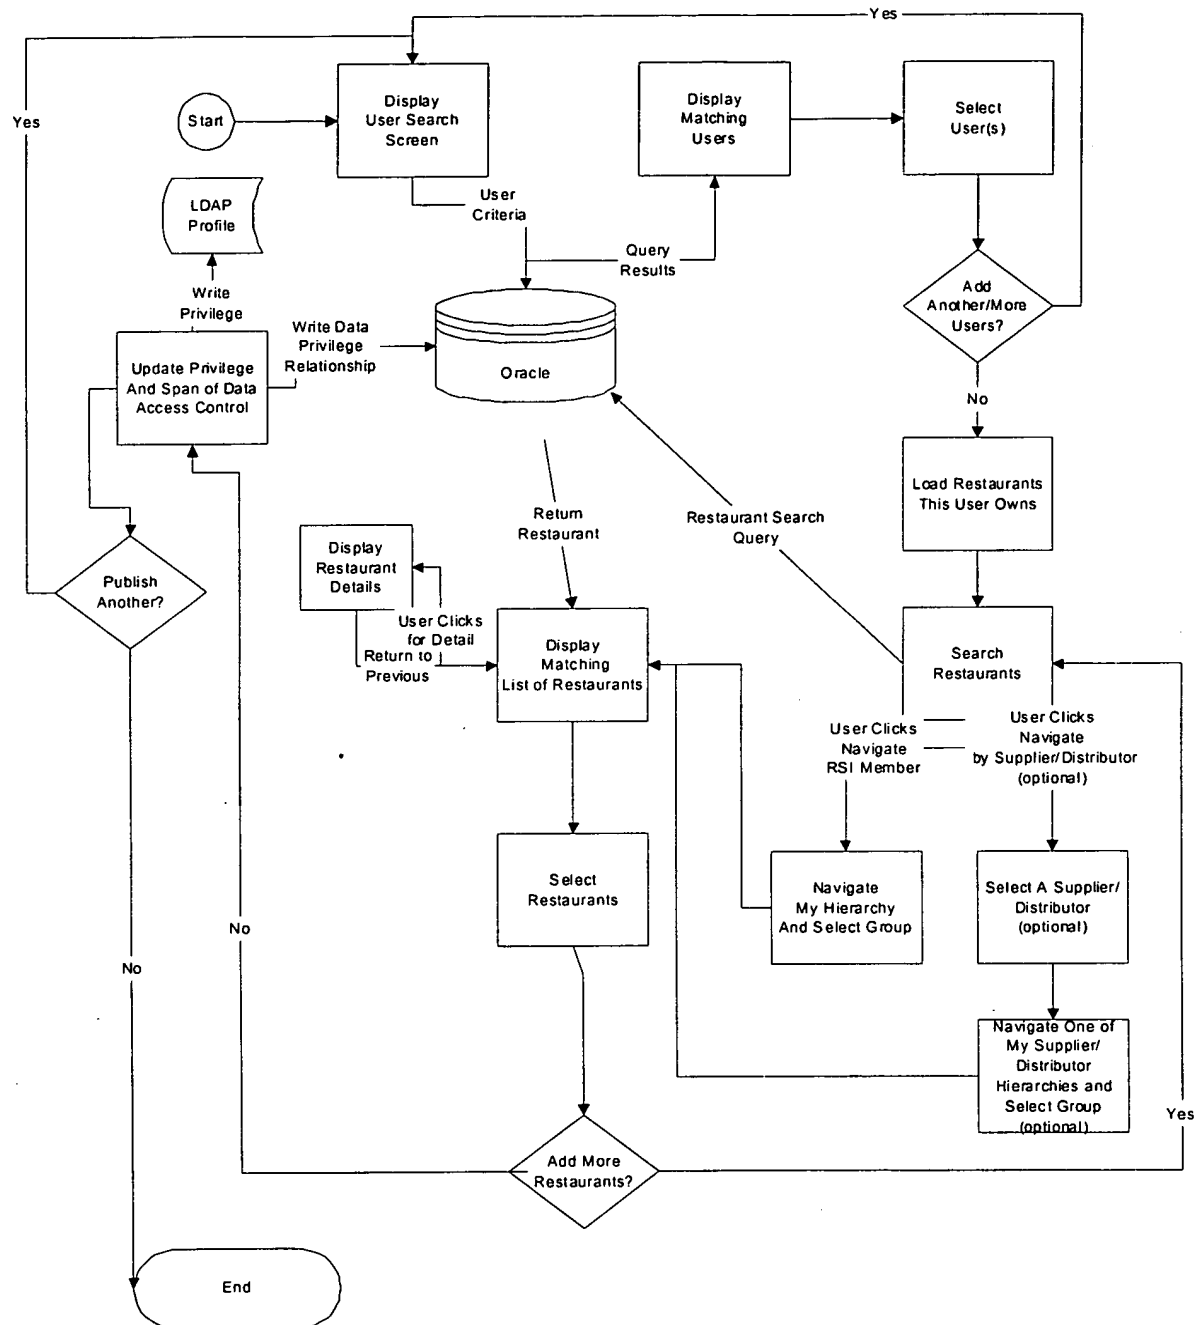 Yes
Yes
Display
User Search
Screen
Display
Matching
Users
Select
User(s)
Start
LDAP
Profile
User
Criteria
Query
Results
Add
Another/More
Users?
Write
Privilege
Write Data
Privilege
Relationship
Oracle
Update Privilege
And Span of Data
Access Control
No
Load Restaurants
This User Owns
Return
Restaurant
Restaurant Search
Query
Display
Restaurant
Details
Publish
Another?
User Clicks
for Detail
Return to
Previous
Display
Matching
List of Restaurants
Search
Restaurants
User Clicks
Navigate
RSI Member
User Clicks
Navigate
by Supplier/Distributor
(optional)
Select
Restaurants
Navigate
My Hierarchy
And Select Group
Select A Supplier/
Distributor
(optional)
No
No
Navigate One of
My Supplier/
Distributor
Hierarchies and
Select Group
(optional)
Yes
Add More
Restaurants?
End